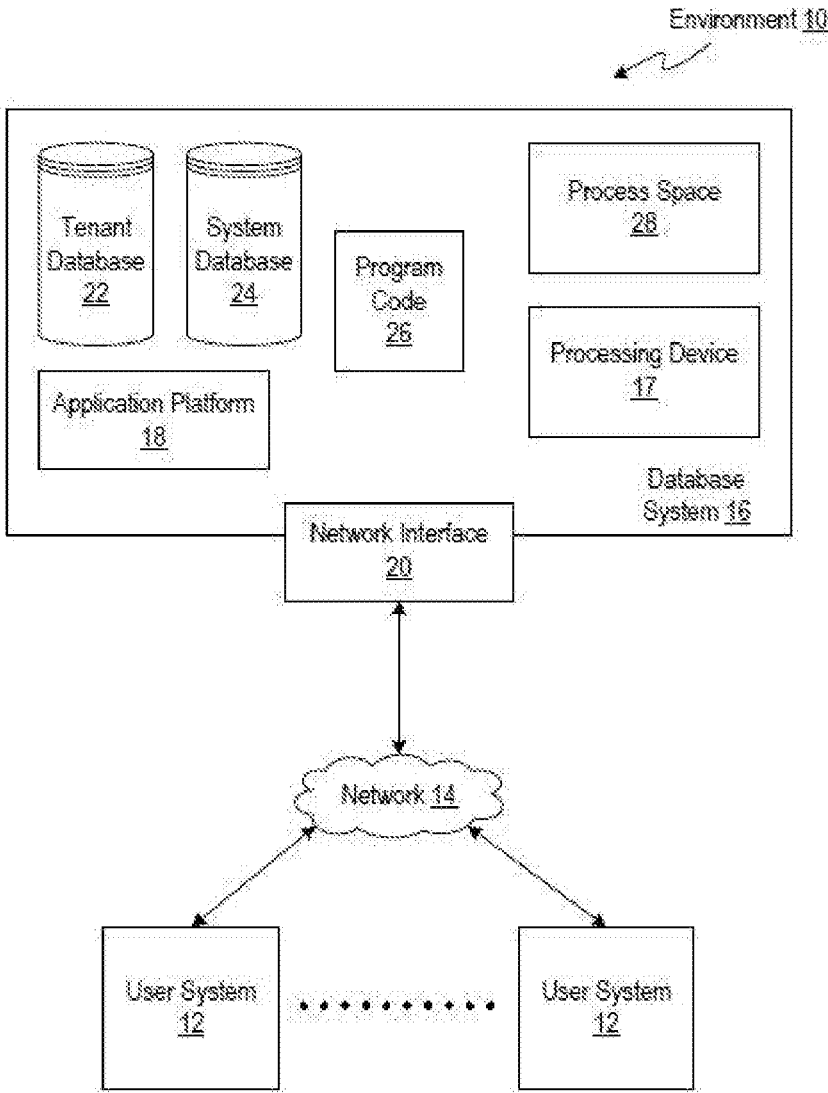 Environment 10
Tenant
Database
22
System
Database
24
Program
Code
26
Process Space
28
Processing Device
17
Application Platform
18
Database
System 16
Network Interface
20
Network 14
User System
12
User System
12